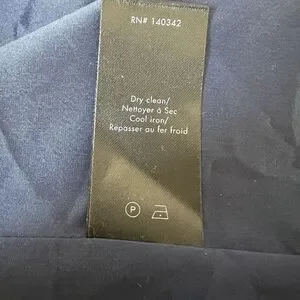 RN# 140342
Dry clean/
Nettoyer à Sec
Cool iron/
Repasser au fer froid
P